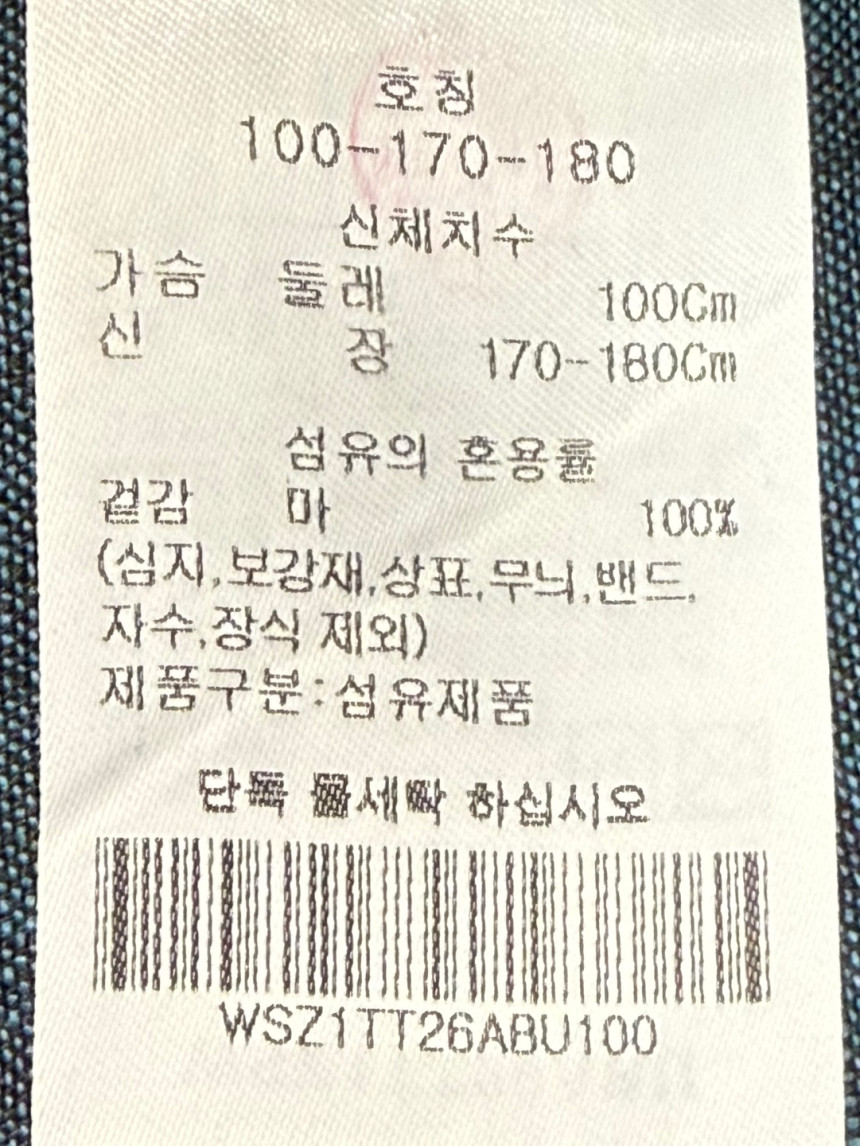 호칭
100-170-180
신체치수
가슴 둘레 100Cm
신 장 170-180Cm
섬유의 혼용률
겉감 마 100%
(심지,보강재,상표,무늬,밴드,
자수,장식 제외)
제품구분:섬유제품
단독 물세탁 하십시오
WSZ1TT26ABU100